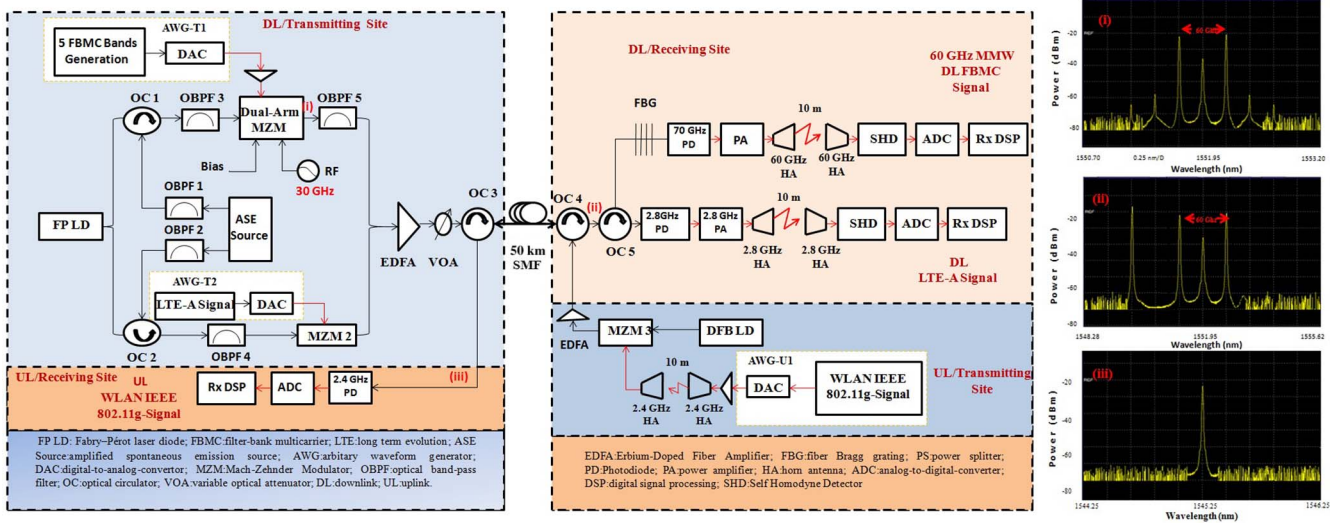 DL/Transmitting Site
AWG-T1
5 FBMC Bands
Generation
DAC
OC 1
OBPF 3
Dual-Arm
MZM
(i)
OBPF 5
Bias
RF
30 GHz
OBPF 1
FP LD
OBPF 2
ASE
Source
AWG-T2
LTE-A Signal
DAC
OC 2
OBPF 4
MZM 2
EDFA
VOA
OC 3
50 km
SMF
UL/Receiving Site
UL
WLAN IEEE
802.11g-Signal
Rx DSP
ADC
2.4 GHz
PD
(iii)
FP LD: Fabry–Pérot laser diode; FBMC:filter-bank multicarrier; LTE:long term evolution; ASE
Source:amplified spontaneous emission source; AWG:arbitary waveform generator;
DAC:digital-to-analog-convertor; MZM:Mach-Zehnder Modulator; OBPF:optical band-pass
filter; OC:optical circulator; VOA:variable optical attenuator; DL:downlink; UL:uplink.
DL/Receiving Site
60 GHz MMW
DL FBMC
Signal
FBG
70 GHz
PD
PA
60 GHz
HA
10 m
60 GHz
HA
SHD
ADC
Rx DSP
OC 4
(ii)
OC 5
2.8GHz
PD
2.8 GHz
PA
10 m
2.8 GHz
HA
2.8 GHz
HA
SHD
ADC
Rx DSP
DL
LTE-A Signal
EDFA
MZM 3
DFB LD
10 m
2.4 GHz
HA
2.4 GHz
HA
AWG-U1
DAC
WLAN IEEE
802.11g-Signal
UL/Transmitting
Site
EDFA:Erbium-Doped Fiber Amplifier; FBG:fiber Bragg grating; PS:power splitter;
PD:Photodiode; PA:power amplifier; HA:horn antenna; ADC:analog-to-digital-converter;
DSP:digital signal processing; SHD:Self Homodyne Detector
(i)
60 GHz
Power (dBm)
-20
-40
-60
-80
1550.70
0.25 nm/D
1551.95
1553.20
Wavelength (nm)
(ii)
60 GHz
Power (dBm)
-20
-40
-60
-80
1548.28
1551.95
1555.62
Wavelength (nm)
(iii)
Power (dBm)
-20
-40
-60
-80
1544.25
1545.25
1546.25
Wavelength (nm)